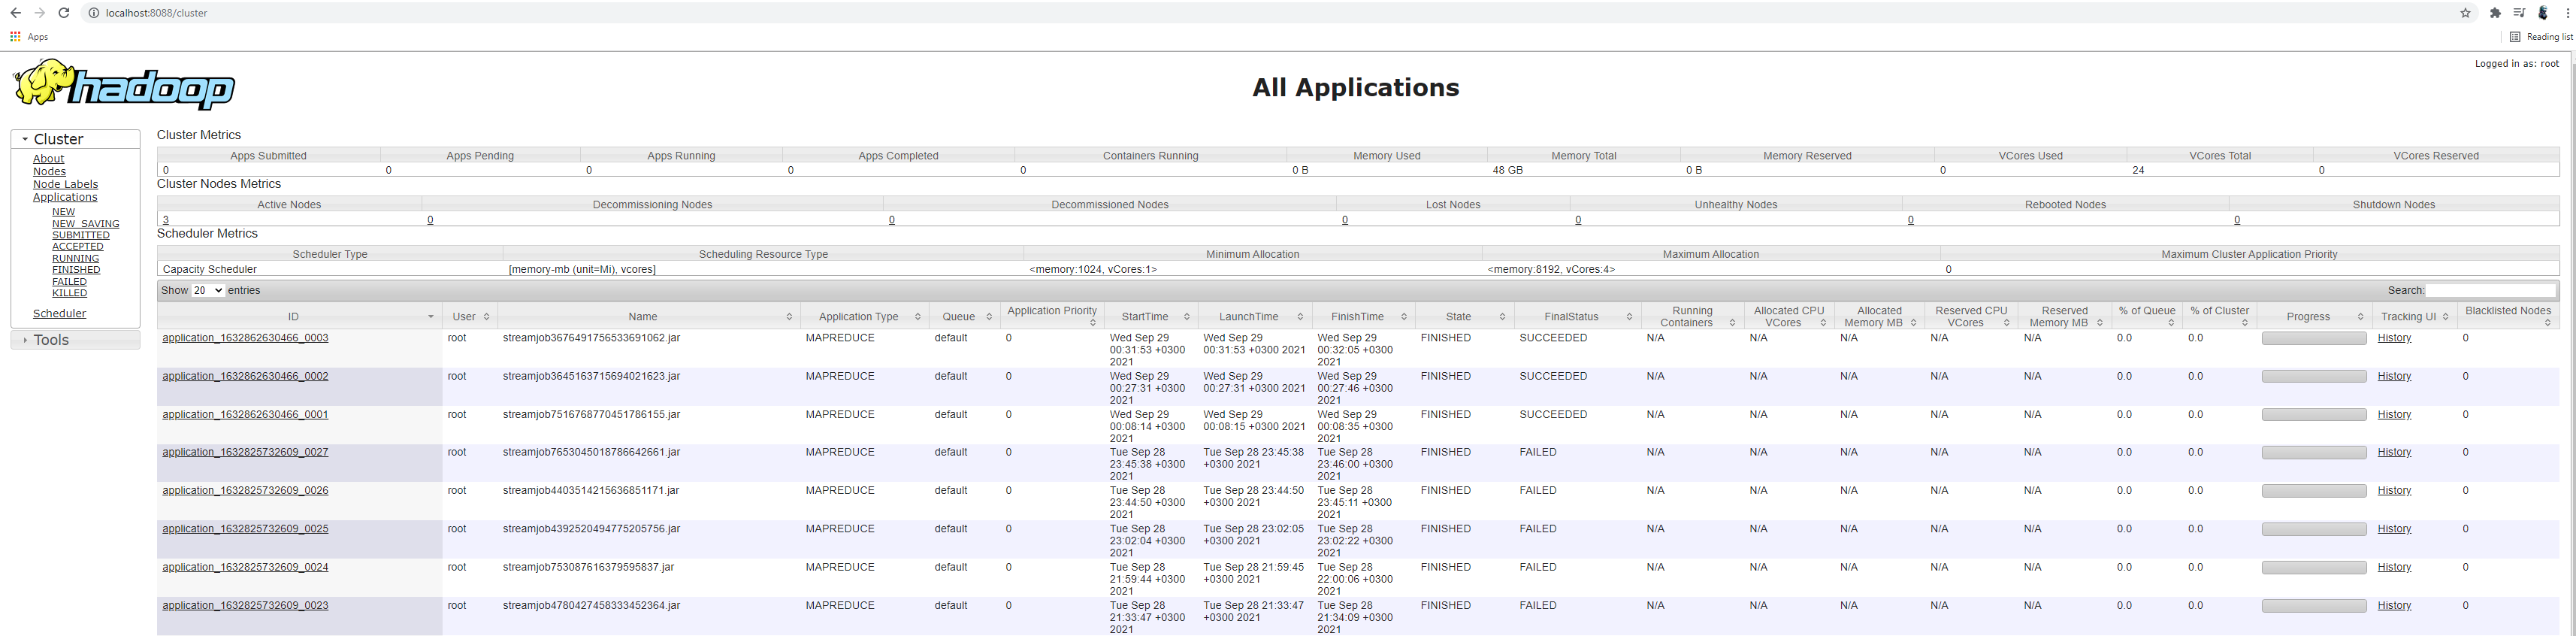 localhost:8088/cluster
Apps
Reading list
hadoop
All Applications
Logged in as: root
Cluster
About
Nodes
Node Labels
Applications
NEW
NEW_SAVING
SUBMITTED
ACCEPTED
RUNNING
FINISHED
FAILED
KILLED
Scheduler
Tools
Cluster Metrics
Apps Submitted Apps Pending Apps Running Apps Completed Containers Running Memory Used Memory Total Memory Reserved VCores Used VCores Total VCores Reserved
0 0 0 0 0 0 B 48 GB 0 B 0 24 0
Cluster Nodes Metrics
Active Nodes Decommissioning Nodes Decommissioned Nodes Lost Nodes Unhealthy Nodes Rebooted Nodes Shutdown Nodes
3 0 0 0 0 0 0
Scheduler Metrics
Scheduler Type Scheduling Resource Type Minimum Allocation Maximum Allocation Maximum Cluster Application Priority
Capacity Scheduler [memory-mb (unit=Mi), vcores] <memory:1024, vCores:1> <memory:8192, vCores:4> 0
Show 20 entries Search:
ID User Name Application Type Queue Application Priority StartTime LaunchTime FinishTime State FinalStatus Running Containers Allocated CPU VCores Allocated Memory MB Reserved CPU VCores Reserved Memory MB % of Queue % of Cluster Progress Tracking UI Blacklisted Nodes
application_1632862630466_0003 root streamjob3676491756533691062.jar MAPREDUCE default 0 Wed Sep 29 00:31:53 +0300 2021 Wed Sep 29 00:31:53 +0300 2021 Wed Sep 29 00:32:05 +0300 2021 FINISHED SUCCEEDED N/A N/A N/A N/A N/A 0.0 0.0 History 0
application_1632862630466_0002 root streamjob3645163715694021623.jar MAPREDUCE default 0 Wed Sep 29 00:27:31 +0300 2021 Wed Sep 29 00:27:31 +0300 2021 Wed Sep 29 00:27:46 +0300 2021 FINISHED SUCCEEDED N/A N/A N/A N/A N/A 0.0 0.0 History 0
application_1632862630466_0001 root streamjob7516768770451786155.jar MAPREDUCE default 0 Wed Sep 29 00:08:14 +0300 2021 Wed Sep 29 00:08:15 +0300 2021 Wed Sep 29 00:08:35 +0300 2021 FINISHED SUCCEEDED N/A N/A N/A N/A N/A 0.0 0.0 History 0
application_1632825732609_0027 root streamjob7653045018786642661.jar MAPREDUCE default 0 Tue Sep 28 23:45:38 +0300 2021 Tue Sep 28 23:45:38 +0300 2021 Tue Sep 28 23:46:00 +0300 2021 FINISHED FAILED N/A N/A N/A N/A N/A 0.0 0.0 History 0
application_1632825732609_0026 root streamjob4403514215636851171.jar MAPREDUCE default 0 Tue Sep 28 23:44:50 +0300 2021 Tue Sep 28 23:44:50 +0300 2021 Tue Sep 28 23:45:11 +0300 2021 FINISHED FAILED N/A N/A N/A N/A N/A 0.0 0.0 History 0
application_1632825732609_0025 root streamjob4392520494775205756.jar MAPREDUCE default 0 Tue Sep 28 23:02:04 +0300 2021 Tue Sep 28 23:02:05 +0300 2021 Tue Sep 28 23:02:22 +0300 2021 FINISHED FAILED N/A N/A N/A N/A N/A 0.0 0.0 History 0
application_1632825732609_0024 root streamjob753087616379595837.jar MAPREDUCE default 0 Tue Sep 28 21:59:44 +0300 2021 Tue Sep 28 21:59:45 +0300 2021 Tue Sep 28 22:00:06 +0300 2021 FINISHED FAILED N/A N/A N/A N/A N/A 0.0 0.0 History 0
application_1632825732609_0023 root streamjob4780427458333452364.jar MAPREDUCE default 0 Tue Sep 28 21:33:47 +0300 2021 Tue Sep 28 21:33:47 +0300 2021 Tue Sep 28 21:34:09 +0300 2021 FINISHED FAILED N/A N/A N/A N/A N/A 0.0 0.0 History 0